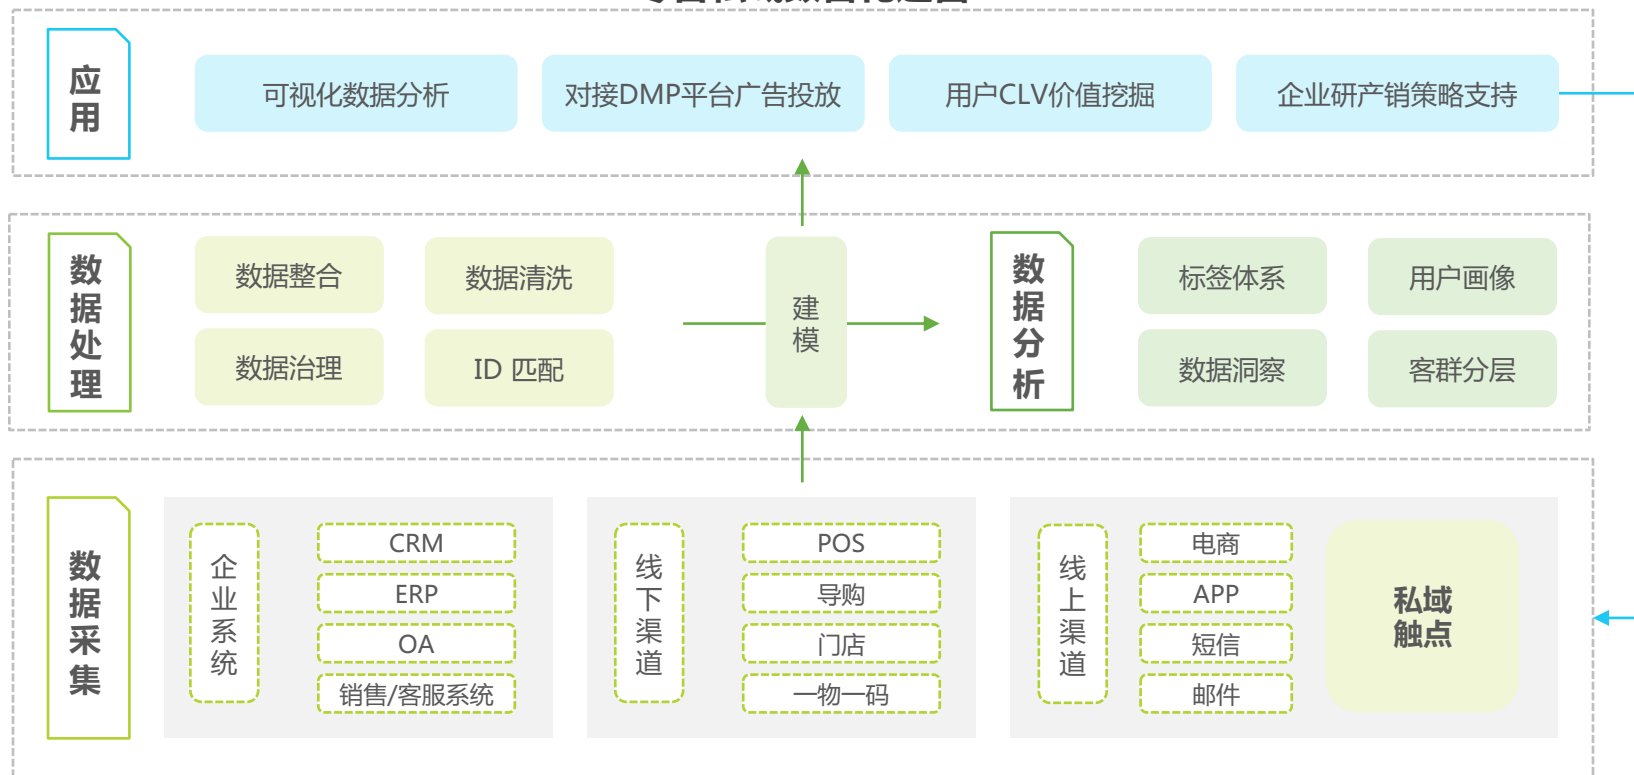 应用
可视化数据分析
对接DMP平台广告投放
用户CLV价值挖掘
企业研产销策略支持
数据处理
数据整合
数据清洗
数据治理
ID 匹配
建模
数据分析
标签体系
用户画像
数据洞察
客群分层
数据采集
企业系统
CRM
ERP
OA
销售/客服系统
线下渠道
POS
导购
门店
一物一码
线上渠道
电商
APP
短信
邮件
私域
触点